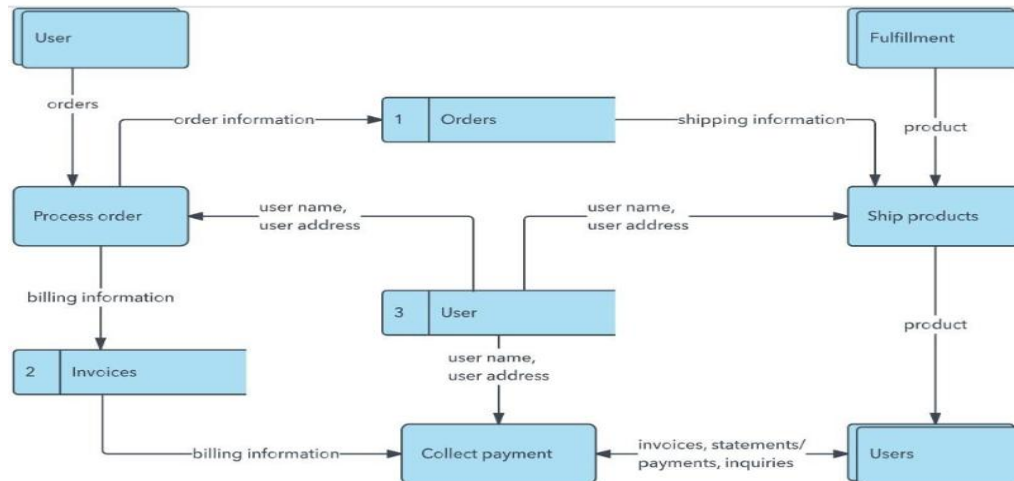 User
Fulfillment
orders
order information
1 Orders
shipping information
product
Process order
user name,
user address
user name,
user address
Ship products
billing information
3 User
product
user name,
user address
2 Invoices
billing information
Collect payment
invoices, statements/
payments, inquiries
Users